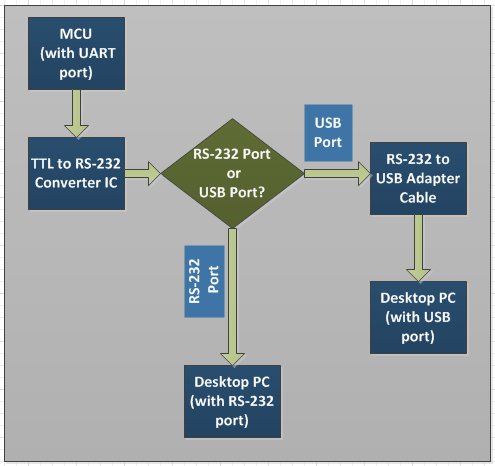 MCU
(with UART
port)
TTL to RS-232
Converter IC
RS-232 Port
or
USB Port?
USB
Port
RS-232 to
USB Adapter
Cable
RS-232
Port
Desktop PC
(with USB
port)
Desktop PC
(with RS-232
port)